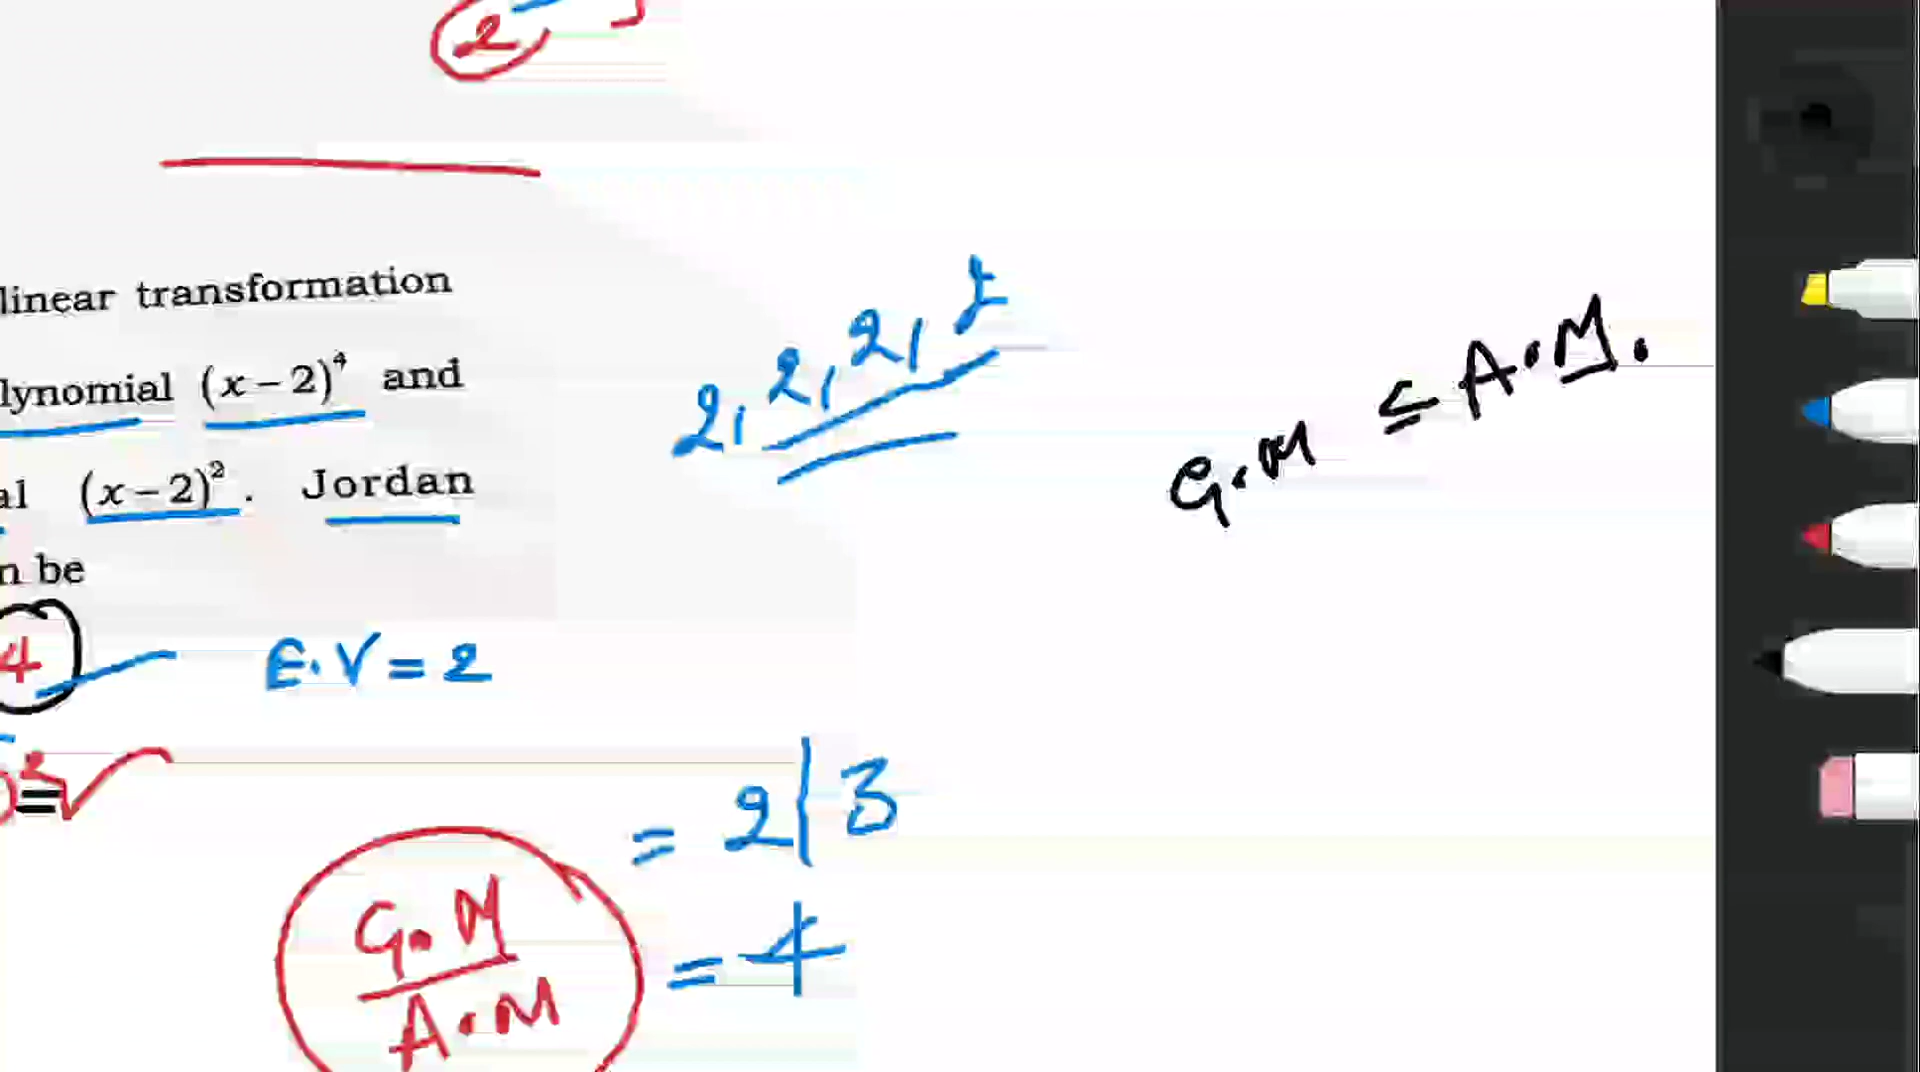 2
linear transformation
lynomial (x-2)⁴ and
al (x-2)². Jordan
n be
2, 2, 2, 2
G.M ≤ A.M.
4
E.V = 2
= 2 | 3
G.M
A.M
= 4